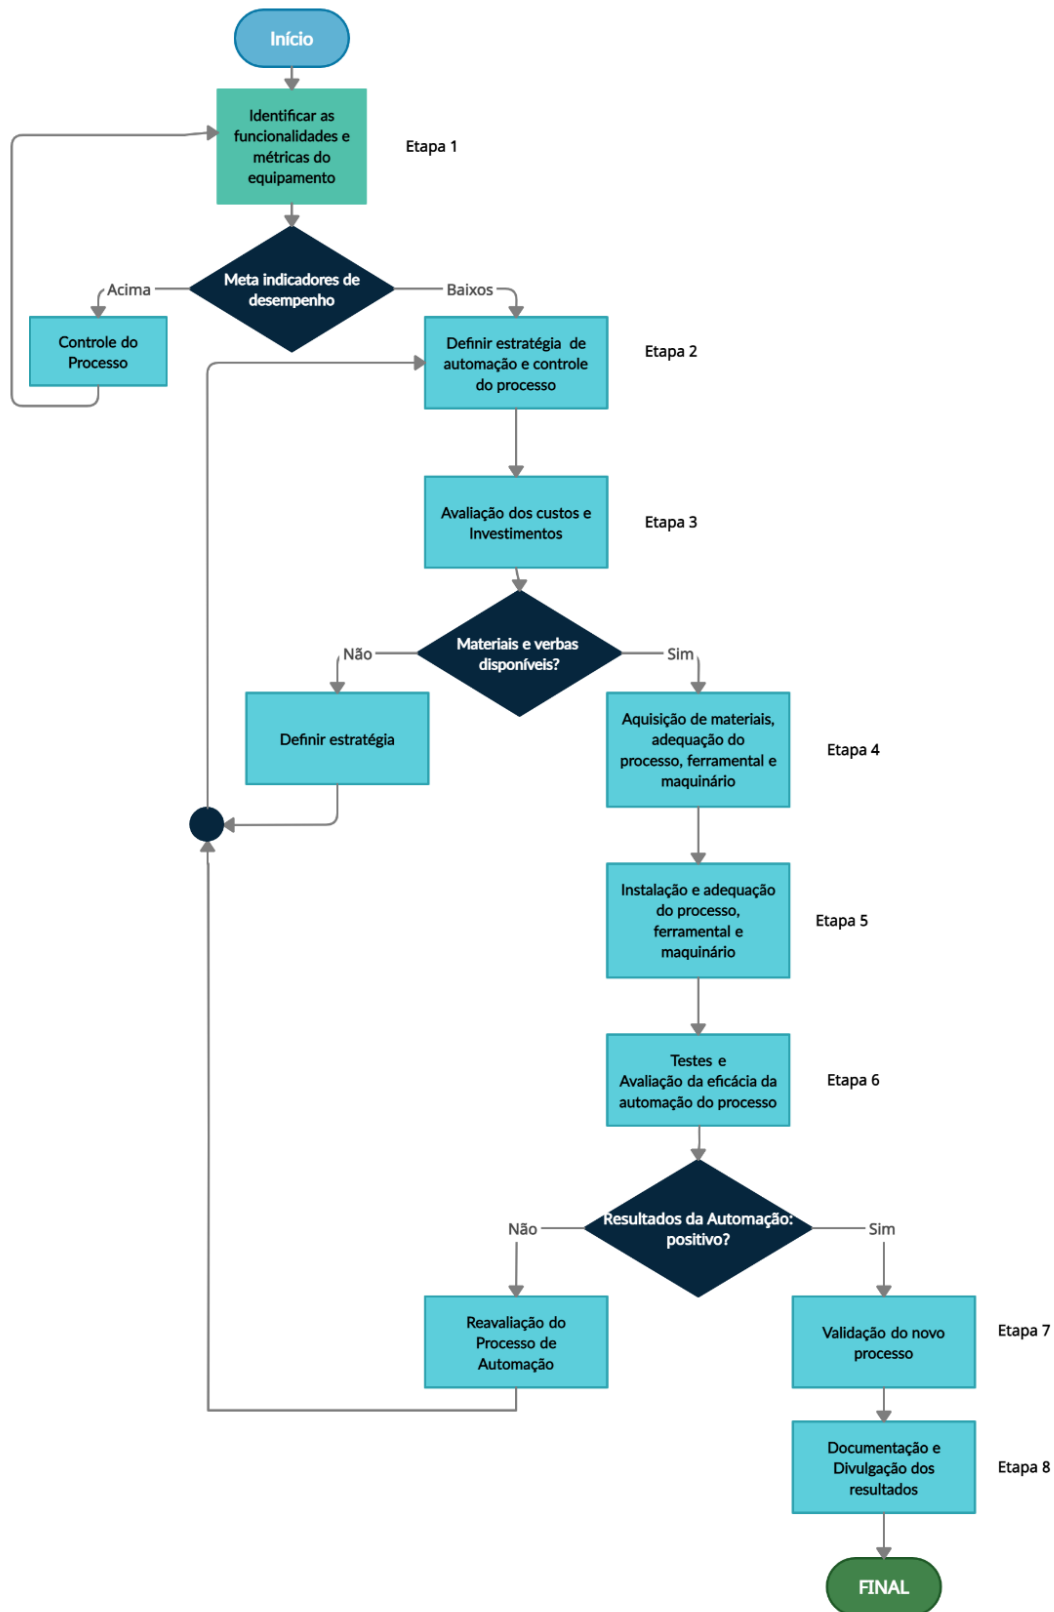 Início
Identificar as
funcionalidades e
métricas do
equipamento
Etapa 1
Meta indicadores de
desempenho
Acima
Baixos
Controle do
Processo
Definir estratégia de
automação e controle
do processo
Etapa 2
Avaliação dos custos e
Investimentos
Etapa 3
Materiais e verbas
disponíveis?
Não
Sim
Definir estratégia
Aquisição de materiais,
adequação do
processo, ferramental e
maquinário
Etapa 4
Instalação e adequação
do processo,
ferramental e
maquinário
Etapa 5
Testes e
Avaliação da eficácia da
automação do processo
Etapa 6
Resultados da Automação:
positivo?
Não
Sim
Reavaliação do
Processo de
Automação
Validação do novo
processo
Etapa 7
Documentação e
Divulgação dos
resultados
Etapa 8
FINAL